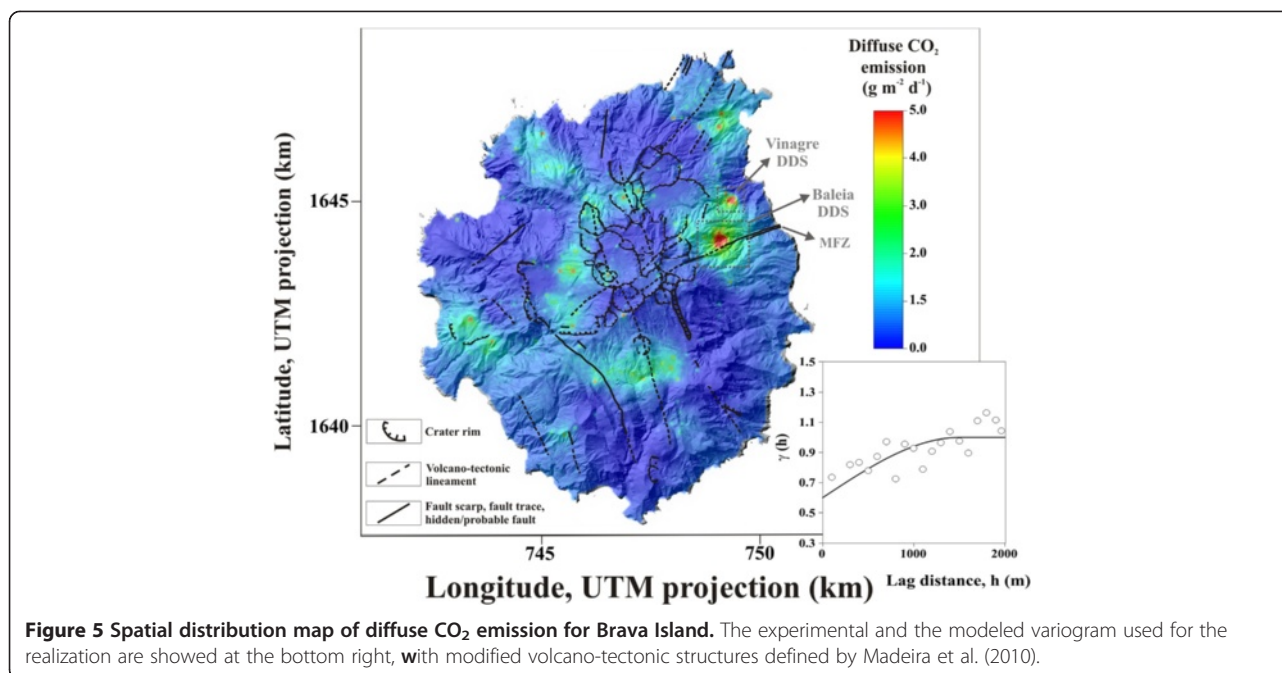 Diffuse CO₂
emission
(g m⁻² d⁻¹)
5.0
4.0
3.0
2.0
1.5
0.0
Vinagre
DDS
Baleia
DDS
MFZ
Latitude, UTM projection (km)
1645
1640
Crater rim
Volcano-tectonic
lineament
Fault scarp, fault trace,
hidden/probable fault
745
750
Longitude, UTM projection (km)
γ (h)
1.5
1.3
1.1
0.9
0.7
0.5
0.3
0
1000
2000
Lag distance, h (m)
Figure 5 Spatial distribution map of diffuse CO₂ emission for Brava Island. The experimental and the modeled variogram used for the
realization are showed at the bottom right, with modified volcano-tectonic structures defined by Madeira et al. (2010).